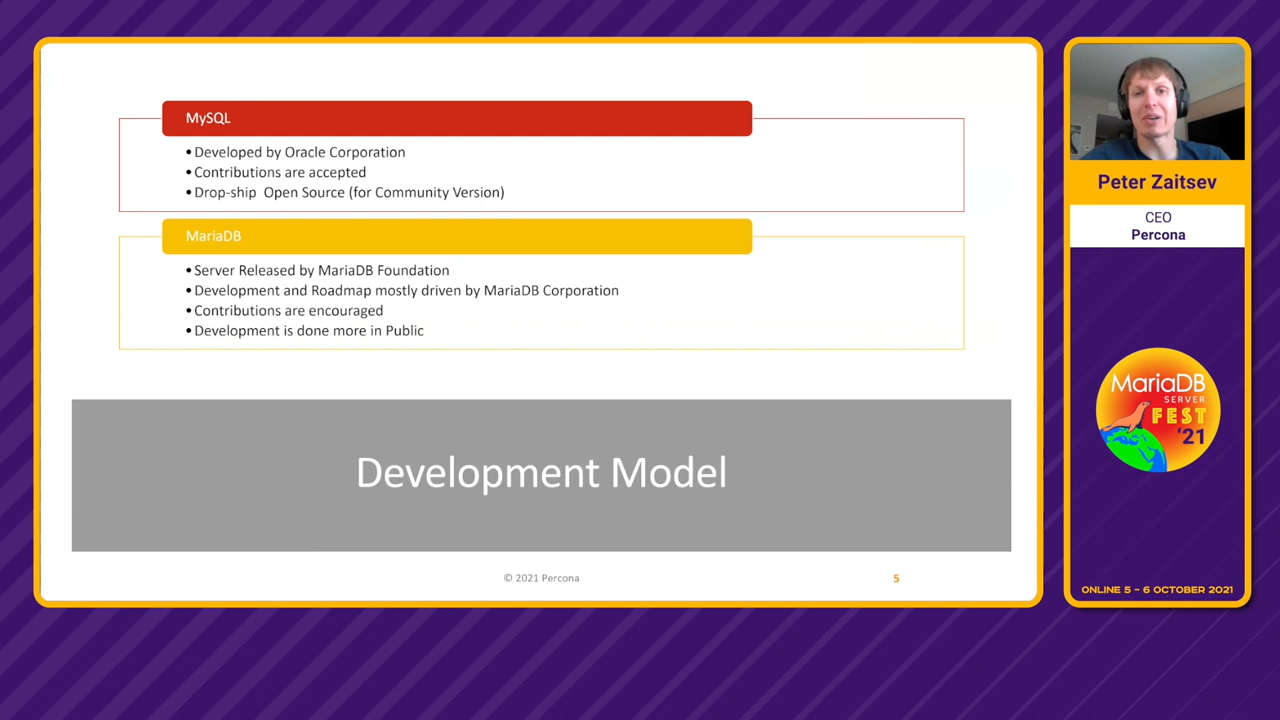 MySQL
• Developed by Oracle Corporation
• Contributions are accepted
• Drop-ship Open Source (for Community Version)
MariaDB
• Server Released by MariaDB Foundation
• Development and Roadmap mostly driven by MariaDB Corporation
• Contributions are encouraged
• Development is done more in Public
Development Model
© 2021 Percona
5
Peter Zaitsev
CEO
Percona
MariaDB
SERVER
FEST
'21
ONLINE 5 – 6 OCTOBER 2021